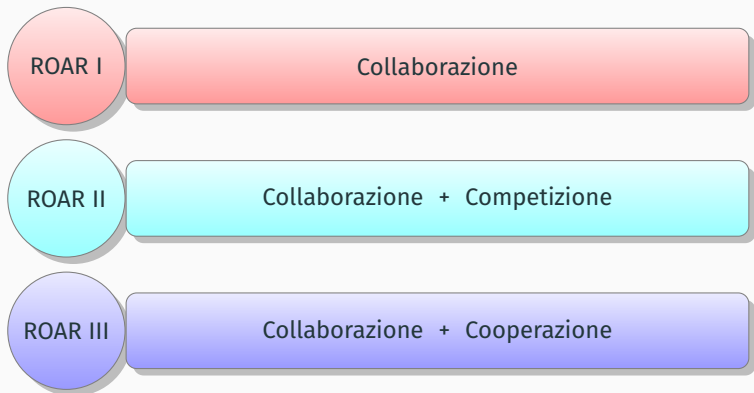 ROAR I
Collaborazione
ROAR II
Collaborazione + Competizione
ROAR III
Collaborazione + Cooperazione